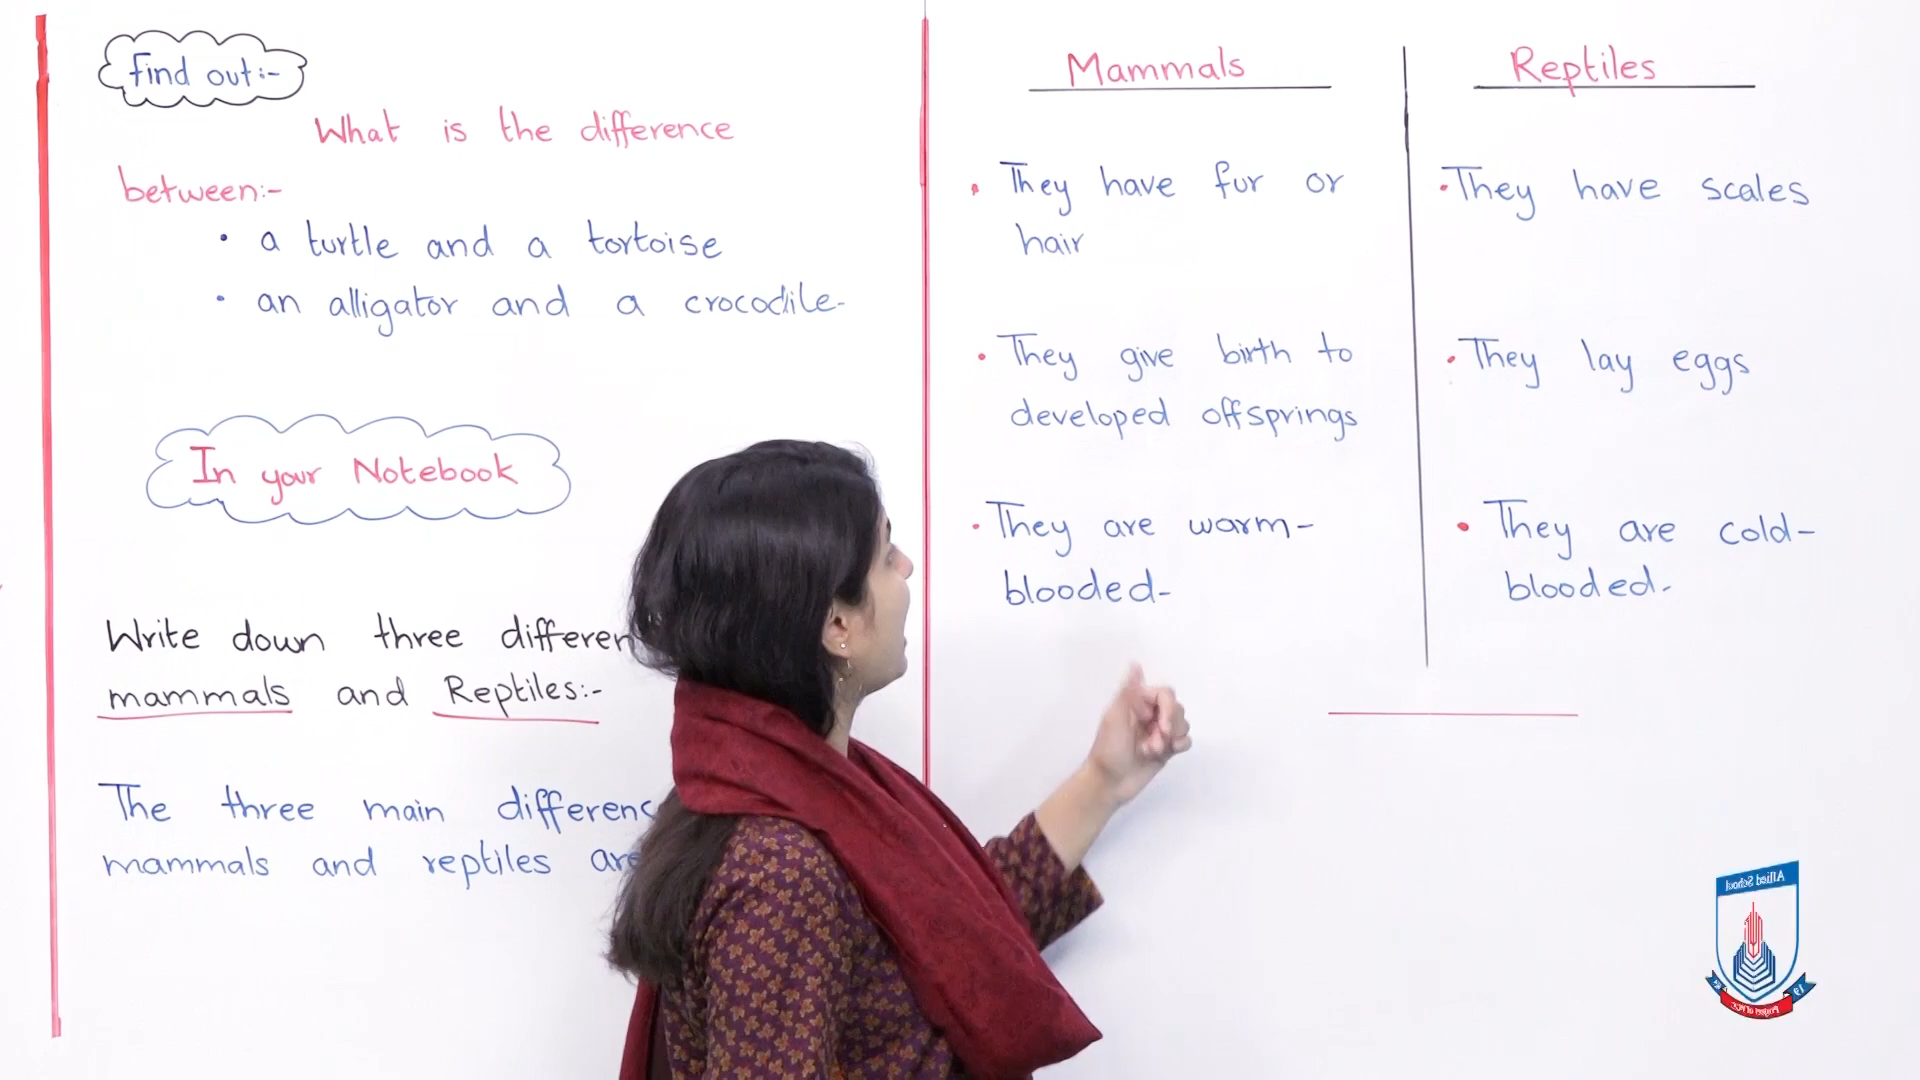 find out:-
What is the difference
between:-
• a turtle and a tortoise
• an alligator and a crocodile-
In your Notebook
Write down three
mammals and Reptiles:-
The three main
mammals and reptiles are
Mammals
• They have fur or
hair
• They give birth to
developed offsprings
• They are warm-
blooded-
Reptiles
• They have scales
• They lay eggs
• They are cold-
blooded-
Allied School